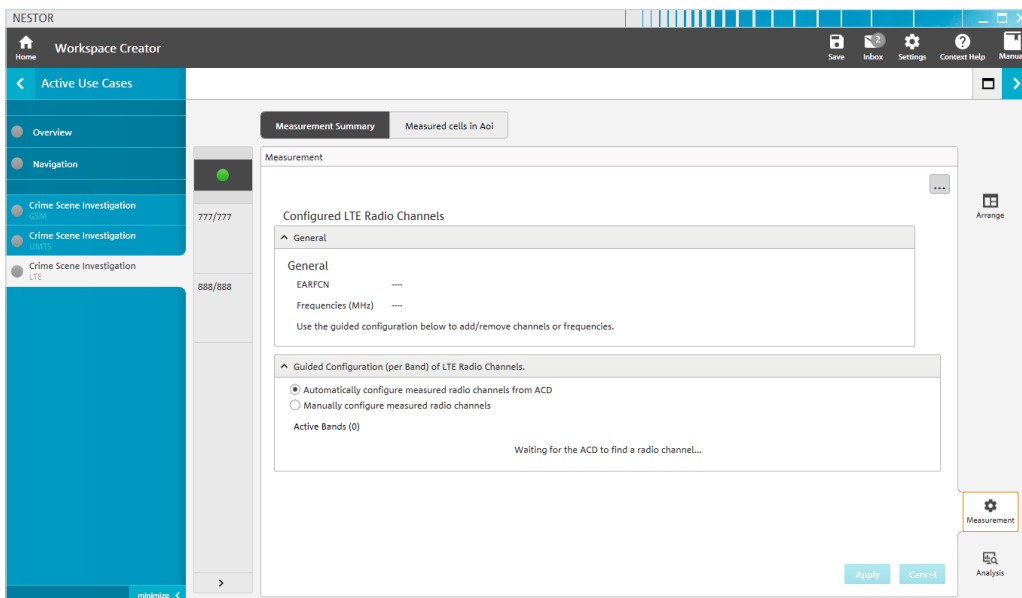 NESTOR
Home
Workspace Creator
Save
2
Inbox
Settings
Context Help
Manua
Active Use Cases
Overview
Navigation
Crime Scene Investigation
GSM
Crime Scene Investigation
UMTS
Crime Scene Investigation
LTE
minimize
777/777
888/888
Measurement Summary
Measured cells in Aoi
Measurement
...
Configured LTE Radio Channels
General
General
EARFCN ----
Frequencies (MHz) ----
Use the guided configuration below to add/remove channels or frequencies.
Guided Configuration (per Band) of LTE Radio Channels.
Automatically configure measured radio channels from ACD
Manually configure measured radio channels
Active Bands (0)
Waiting for the ACD to find a radio channel...
Apply
Cancel
Arrange
Measurement
Analysis